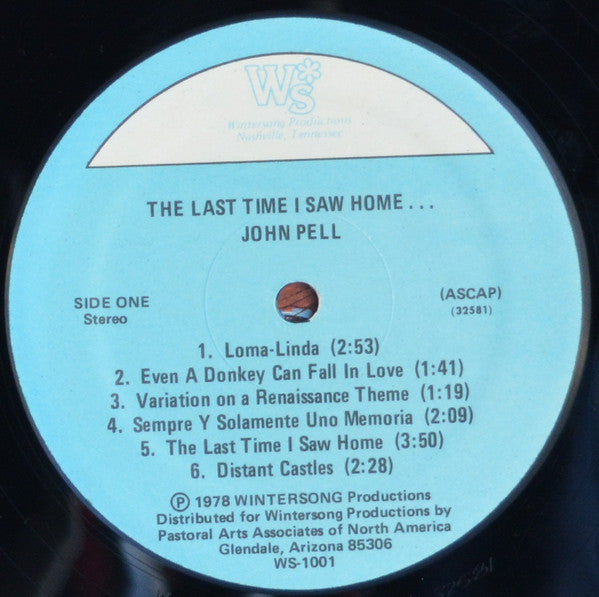 WS
Wintersong Productions
Nashville, Tennessee
THE LAST TIME I SAW HOME...
JOHN PELL
SIDE ONE
Stereo
(ASCAP)
(32581)
1. Loma-Linda (2:53)
2. Even A Donkey Can Fall In Love (1:41)
3. Variation on a Renaissance Theme (1:19)
4. Sempre Y Solamente Uno Memoria (2:09)
5. The Last Time I Saw Home (3:50)
6. Distant Castles (2:28)
Ⓟ 1978 WINTERSONG Productions
Distributed for Wintersong Productions by
Pastoral Arts Associates of North America
Glendale, Arizona 85306
WS-1001